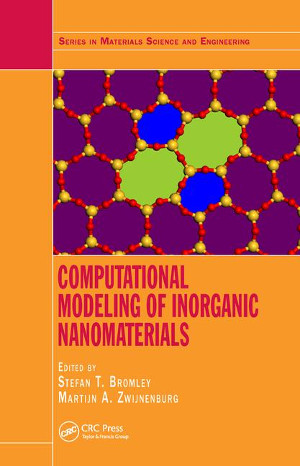 Series in Materials Science and Engineering
COMPUTATIONAL
MODELING OF INORGANIC
NANOMATERIALS
Edited by
Stefan T. Bromley
Martijn A. Zwijnenburg
CRC
CRC Press
Taylor & Francis Group